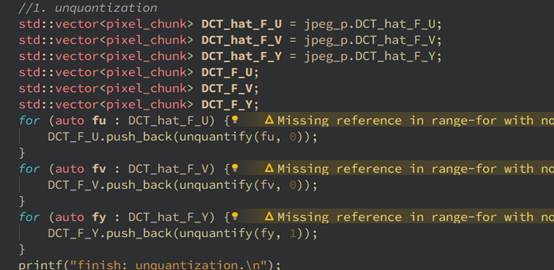 //1. unquantization
std::vector<pixel_chunk> DCT_hat_F_U = jpeg_p.DCT_hat_F_U;
std::vector<pixel_chunk> DCT_hat_F_V = jpeg_p.DCT_hat_F_V;
std::vector<pixel_chunk> DCT_hat_F_Y = jpeg_p.DCT_hat_F_Y;
std::vector<pixel_chunk> DCT_F_U;
std::vector<pixel_chunk> DCT_F_V;
std::vector<pixel_chunk> DCT_F_Y;
for (auto fu : DCT_hat_F_U) { Missing reference in range-for with no
DCT_F_U.push_back(unquantify(fu, 0));
}
for (auto fv : DCT_hat_F_V) { Missing reference in range-for with no
DCT_F_V.push_back(unquantify(fv, 0));
}
for (auto fy : DCT_hat_F_Y) { Missing reference in range-for with no
DCT_F_Y.push_back(unquantify(fy, 1));
}
printf("finish: unquantization.\n");